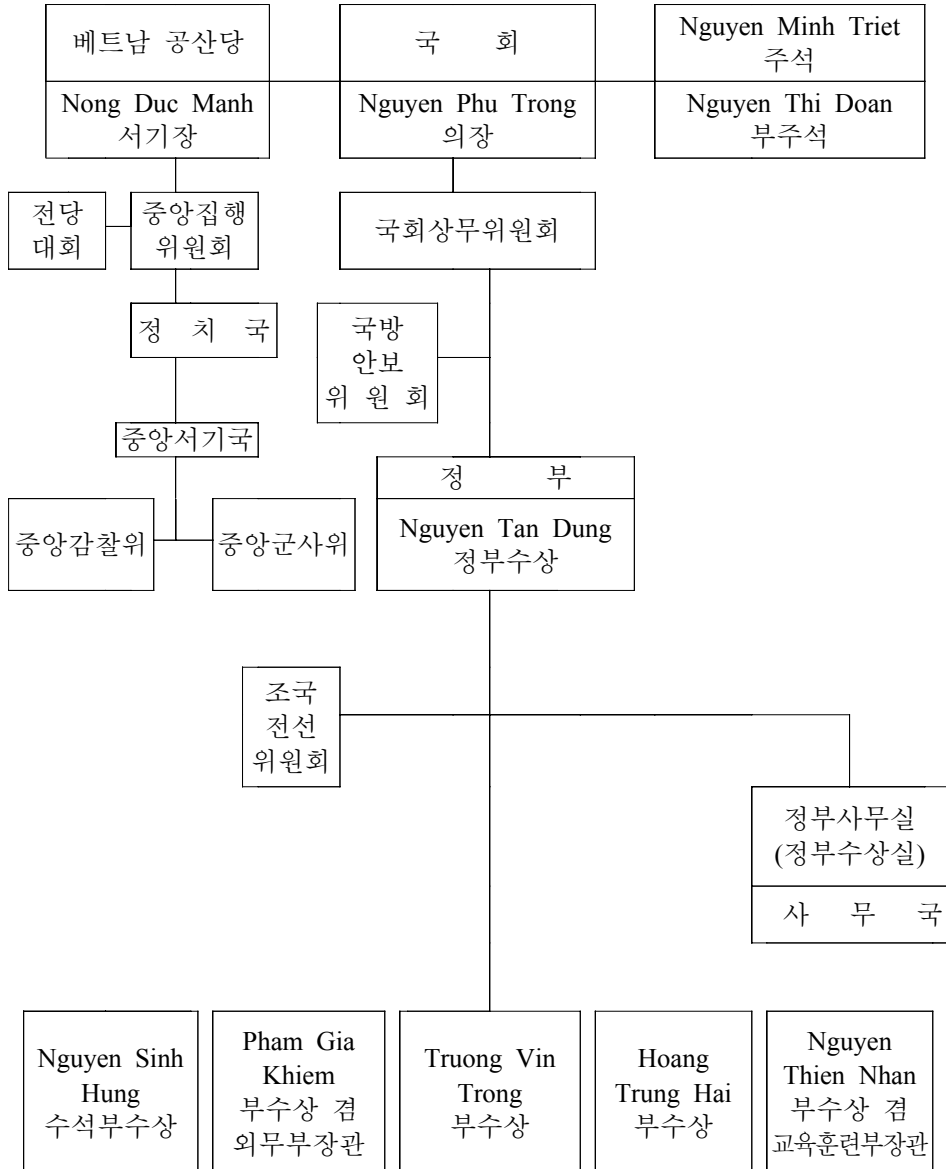 베트남 공산당
Nong Duc Manh
서기장
국 회
Nguyen Phu Trong
의장
Nguyen Minh Triet
주석
Nguyen Thi Doan
부주석
전당
대회
중앙집행
위원회
국회상무위원회
정 치 국
국방
안보
위 원 회
중앙서기국
정 부
Nguyen Tan Dung
정부수상
중앙감찰위
중앙군사위
조국
전선
위원회
정부사무실
(정부수상실)
사 무 국
Nguyen Sinh
Hung
수석부수상
Pham Gia
Khiem
부수상 겸
외무부장관
Truong Vin
Trong
부수상
Hoang
Trung Hai
부수상
Nguyen
Thien Nhan
부수상 겸
교육훈련부장관